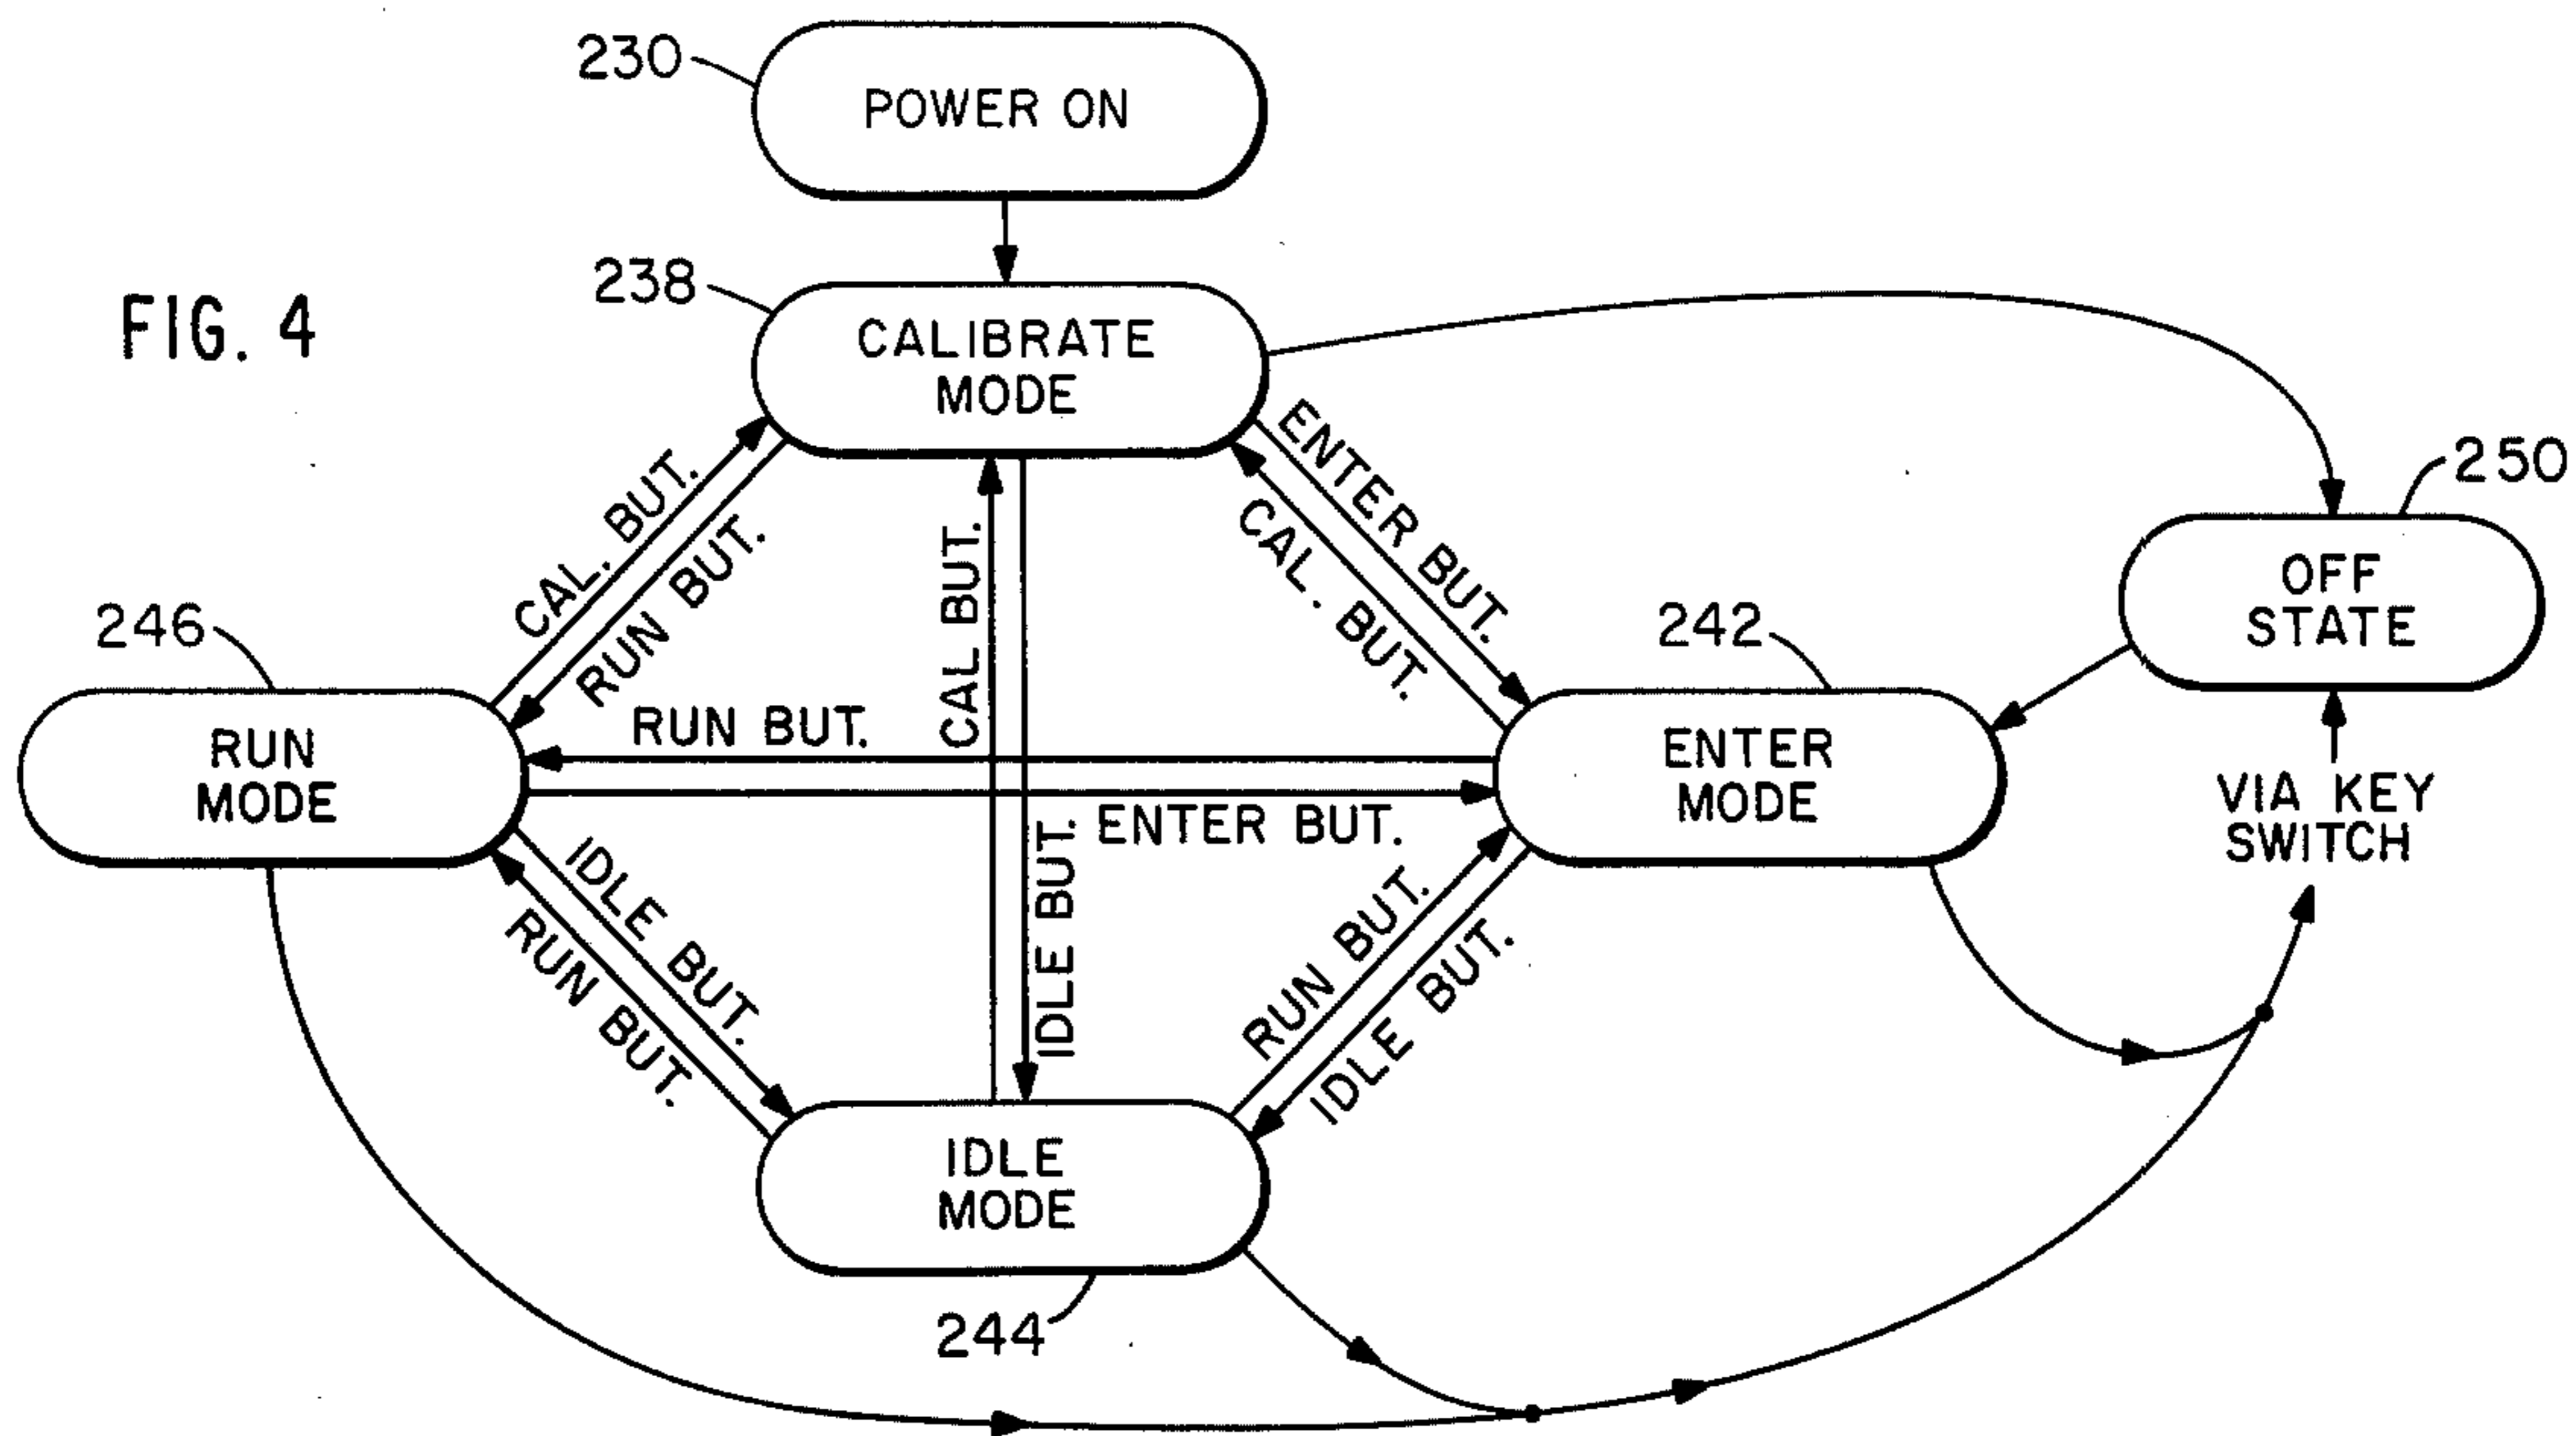 230
POWER ON
FIG. 4
238
CALIBRATE
MODE
250
OFF
STATE
CAL. BUT.
RUN BUT.
CAL BUT.
IDLE BUT.
ENTER BUT.
CAL. BUT.
246
RUN
MODE
242
ENTER
MODE
RUN BUT.
ENTER BUT.
VIA KEY
SWITCH
IDLE BUT.
RUN BUT.
RUN BUT.
IDLE BUT.
IDLE
MODE
244